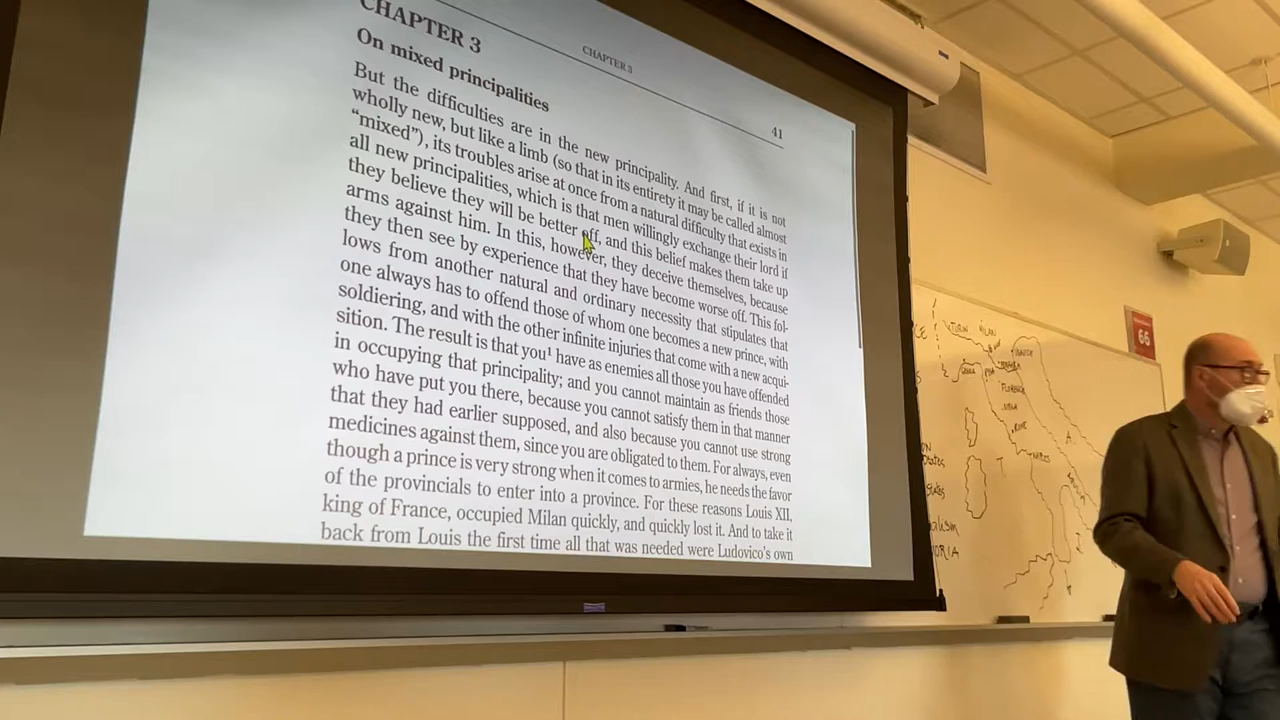 CHAPTER 3
41
CHAPTER 3
On mixed principalities
But the difficulties are in the new principality. And first, if it is not
wholly new, but like a limb (so that in its entirety it may be called almost
“mixed”), its troubles arise at once from a natural difficulty that exists in
all new principalities, which is that men willingly exchange their lord if
they believe they will be better off, and this belief makes them take up
arms against him. In this, however, they deceive themselves, because
they then see by experience that they have become worse off. This fol-
lows from another natural and ordinary necessity that stipulates that
one always has to offend those of whom one becomes a new prince, with
soldiering, and with the other infinite injuries that come with a new acqui-
sition. The result is that you¹ have as enemies all those you have offended
in occupying that principality; and you cannot maintain as friends those
who have put you there, because you cannot satisfy them in that manner
that they had earlier supposed, and also because you cannot use strong
medicines against them, since you are obligated to them. For always, even
though a prince is very strong when it comes to armies, he needs the favor
of the provincials to enter into a province. For these reasons Louis XII,
king of France, occupied Milan quickly, and quickly lost it. And to take it
back from Louis the first time all that was needed were Ludovico’s own
66
TURIN
MILAN
ROME